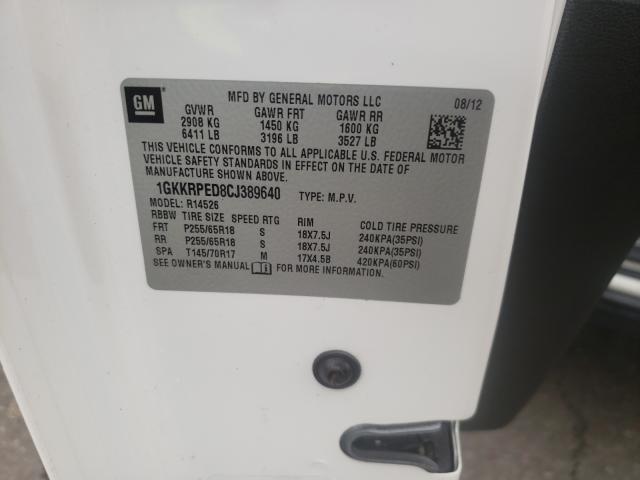 GM
MFD BY GENERAL MOTORS LLC 08/12
GVWR GAWR FRT GAWR RR
2908 KG 1450 KG 1600 KG
6411 LB 3196 LB 3527 LB
THIS VEHICLE CONFORMS TO ALL APPLICABLE U.S. FEDERAL MOTOR
VEHICLE SAFETY STANDARDS IN EFFECT ON THE DATE OF
MANUFACTURE SHOWN ABOVE.
1GKKRPED8CJ389640 TYPE: M.P.V.
MODEL: R14526
RBBW TIRE SIZE SPEED RTG RIM COLD TIRE PRESSURE
FRT P255/65R18 S 18X7.5J 240KPA(35PSI)
RR P255/65R18 S 18X7.5J 240KPA(35PSI)
SPA T145/70R17 M 17X4.5B 420KPA(60PSI)
SEE OWNER'S MANUAL FOR MORE INFORMATION.